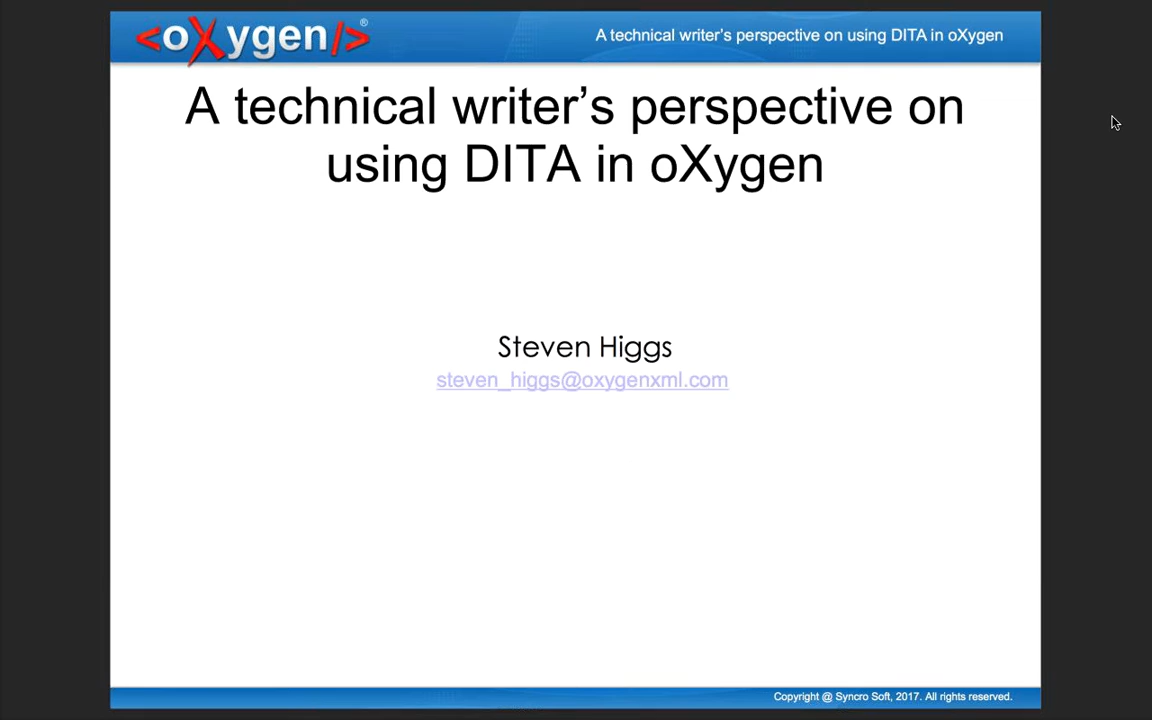 <oXygen/>®
A technical writer's perspective on using DITA in oXygen
A technical writer’s perspective on
using DITA in oXygen
Steven Higgs
steven_higgs@oxygenxml.com
Copyright @ Syncro Soft, 2017. All rights reserved.